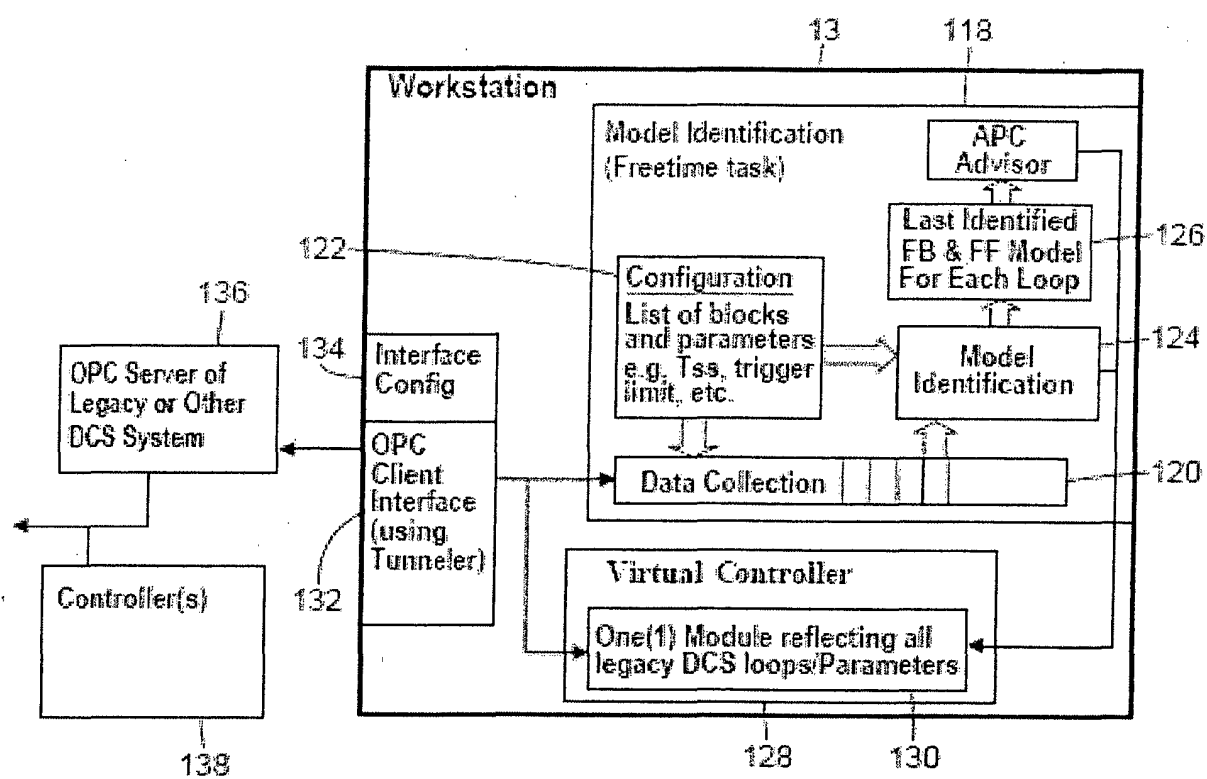 13
118
Workstation
Model Identification
(Freetime task)
APC
Advisor
Last Identified
FB & FF Model
For Each Loop
126
122
Configuration
List of blocks
and parameters
e.g, Tss, trigger
limit, etc.
Model
Identification
124
136
OPC Server of
Legacy or Other
DCS System
134
Interface
Config
OPC
Client
Interface
(using
Tunneler)
132
Data Collection
120
Controller(s)
138
Virtual Controller
One(1) Module reflecting all
legacy DCS loops/Parameters
128
130